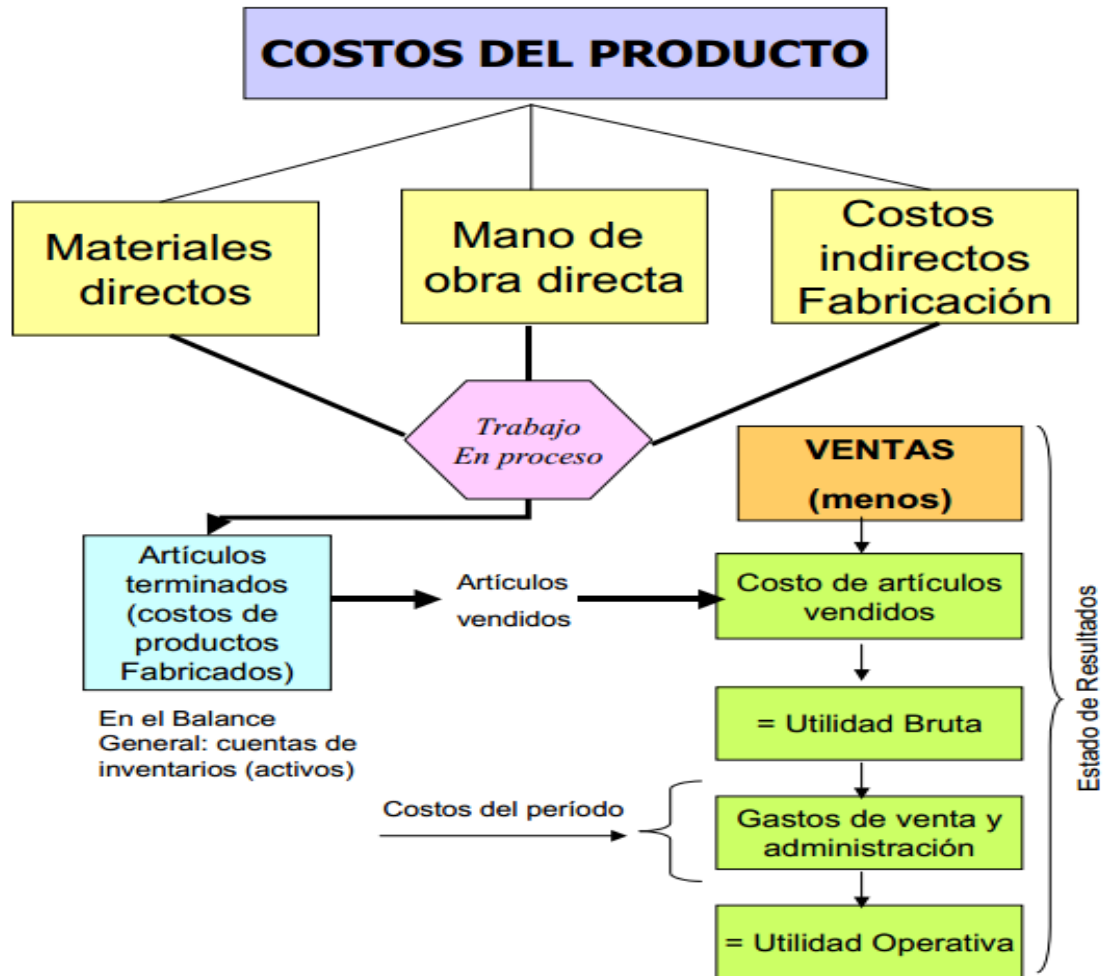 COSTOS DEL PRODUCTO
Materiales
directos
Mano de
obra directa
Costos
indirectos
Fabricación
Trabajo
En proceso
VENTAS
(menos)
Artículos
terminados
(costos de
productos
Fabricados)
Artículos
vendidos
Costo de artículos
vendidos
En el Balance
General: cuentas de
inventarios (activos)
= Utilidad Bruta
Costos del período
Gastos de venta y
administración
= Utilidad Operativa
Estado de Resultados